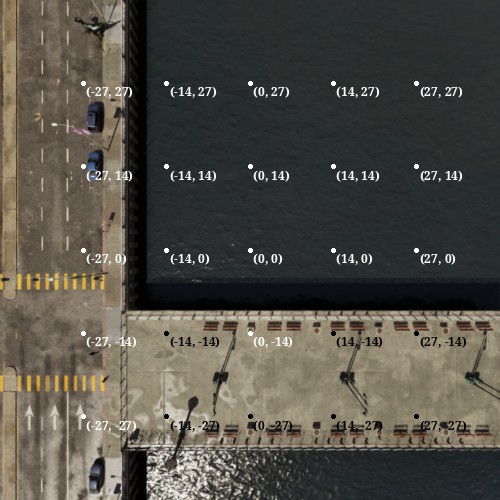 (-27, 27) (-14, 27) (0, 27) (14, 27) (27, 27)
(-27, 14) (-14, 14) (0, 14) (14, 14) (27, 14)
(-27, 0) (-14, 0) (0, 0) (14, 0) (27, 0)
(-27, -14) (-14, -14) (0, -14) (14, -14) (27, -14)
(-27, -27) (-14, -27) (0, -27) (14, -27) (27, -27)